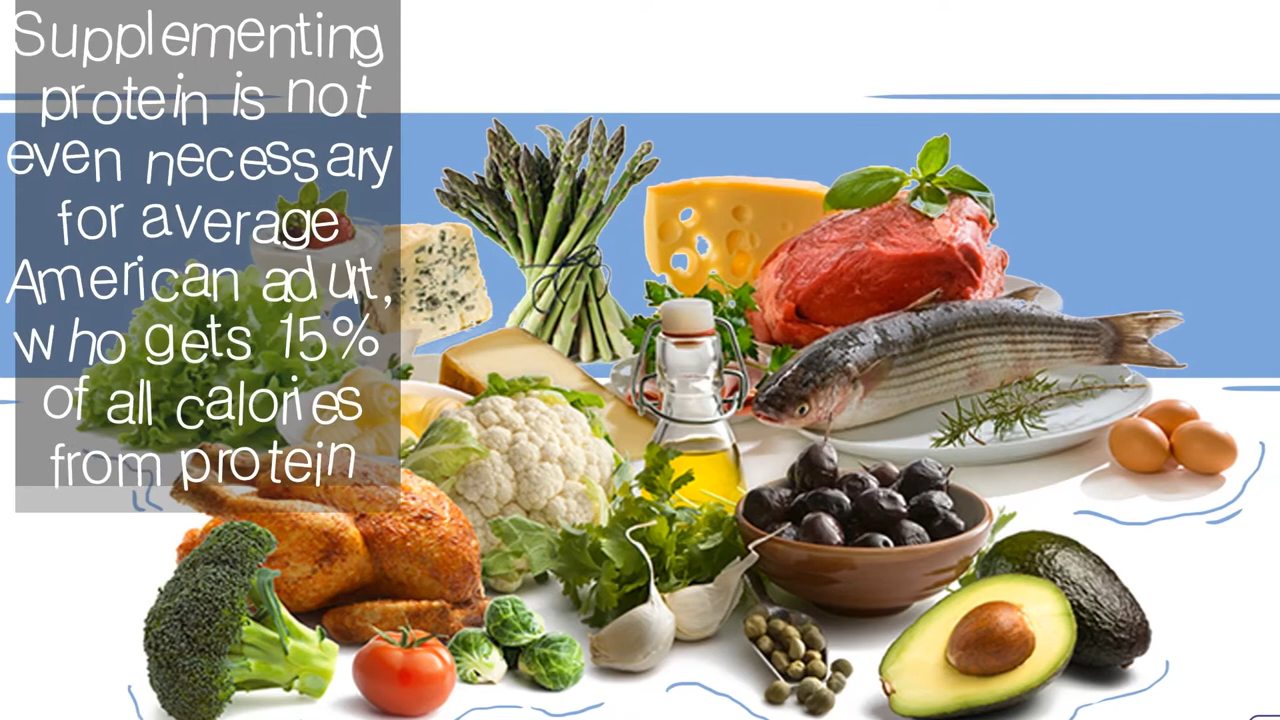 Supplementing
protein is not
even necessary
for average
American adult,
who gets 15%
of all calories
from protein